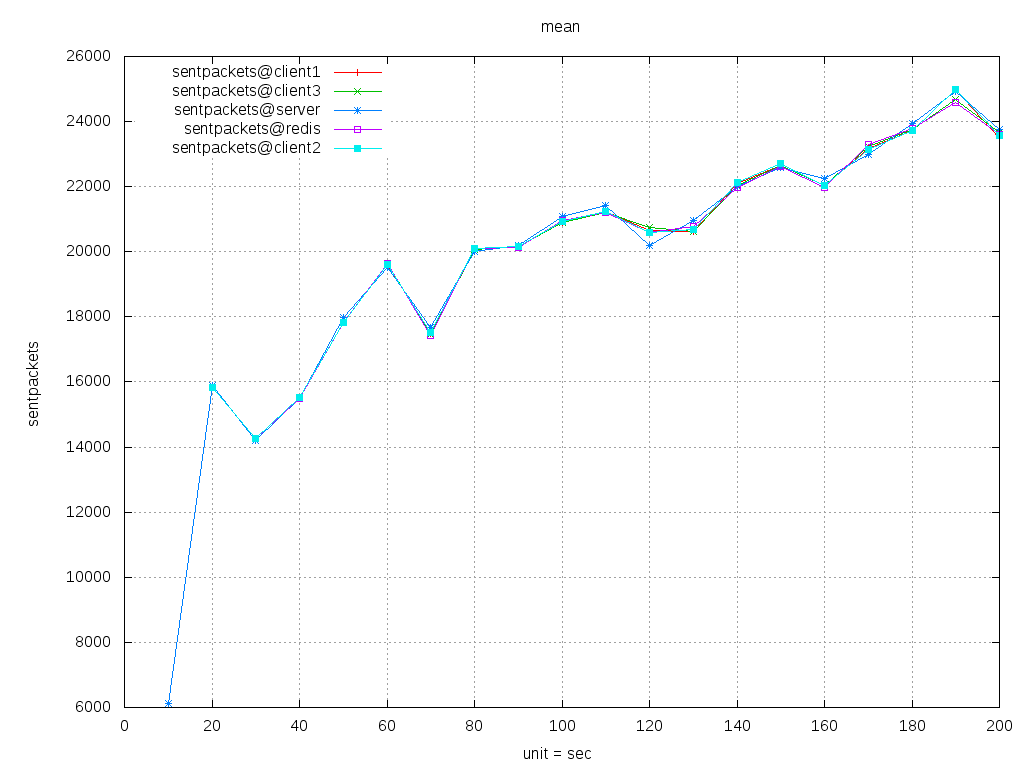 mean
26000
24000
22000
20000
18000
16000
14000
12000
10000
8000
6000
sentpackets@client1
sentpackets@client3
sentpackets@server
sentpackets@redis
sentpackets@client2
sentpackets
0 20 40 60 80 100 120 140 160 180 200
unit = sec